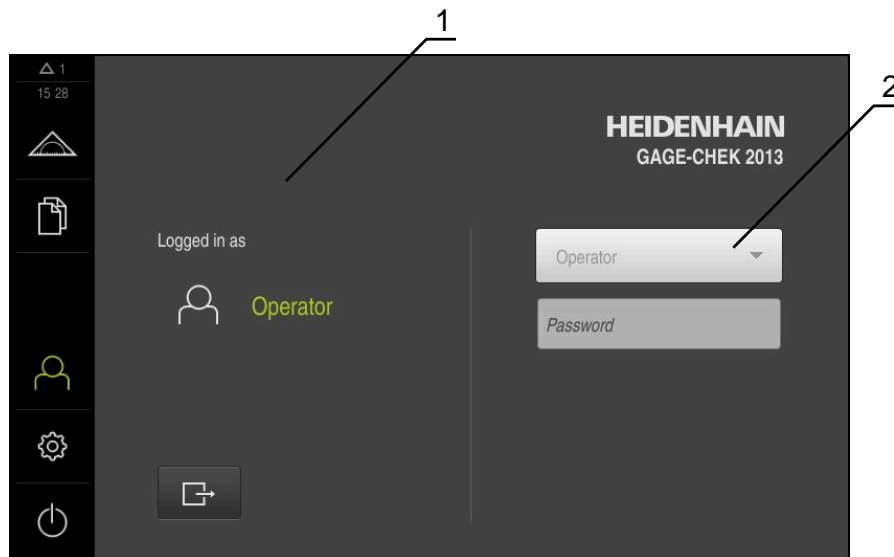 1
2
1
15 28
HEIDENHAIN
GAGE-CHEK 2013
Logged in as
Operator
Operator
Password